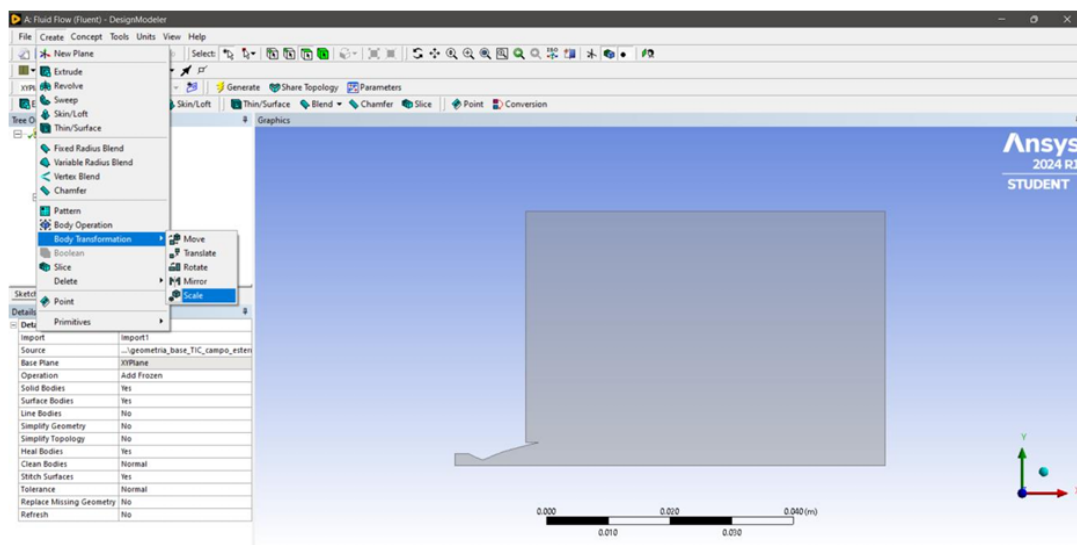 A: Fluid Flow (Fluent) - DesignModeler
File Create Concept Tools Units View Help
New Plane
Select:
Extrude
Revolve
Generate Share Topology Parameters
Sweep
Skin/Loft Thin/Surface Blend Chamfer Slice Point Conversion
Skin/Loft
Graphics
Thin/Surface
Fixed Radius Blend
Variable Radius Blend
Vertex Blend
Chamfer
Pattern
Body Operation
Body Transformation
Boolean
Slice
Delete
Point
Primitives
Move
Translate
Rotate
Mirror
Scale
Import Import1
Source ...\geometria_base_TIC_campo_estern
Base Plane XYPlane
Operation Add Frozen
Solid Bodies Yes
Surface Bodies Yes
Line Bodies No
Simplify Geometry No
Simplify Topology No
Heal Bodies Yes
Clean Bodies Normal
Stitch Surfaces Yes
Tolerance Normal
Replace Missing Geometry No
Refresh No
Ansys
2024 R1
STUDENT
Y
0.000 0.020 0.040 (m)
0.010 0.030